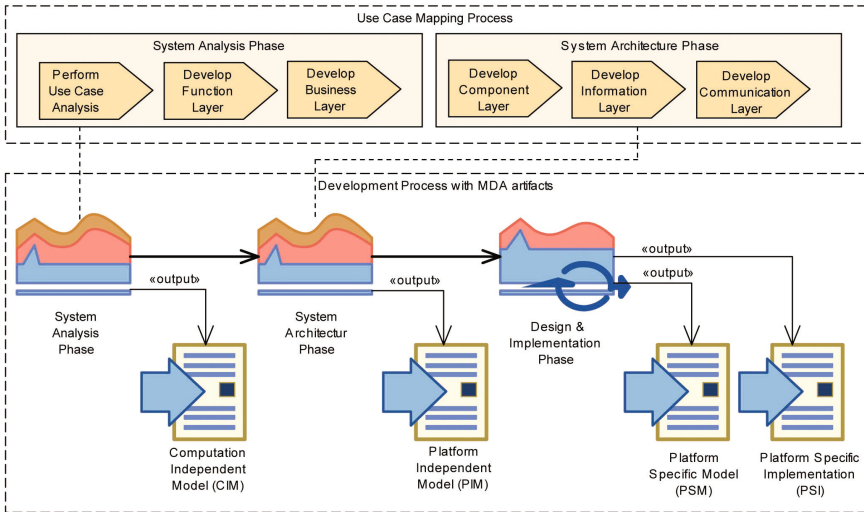 Use Case Mapping Process
System Analysis Phase
Perform
Use Case
Analysis
Develop
Function
Layer
Develop
Business
Layer
System Architecture Phase
Develop
Component
Layer
Develop
Information
Layer
Develop
Communication
Layer
Development Process with MDA artifacts
«output»
«output»
«output»
«output»
System
Analysis
Phase
System
Architectur
Phase
Design &
Implementation
Phase
Computation
Independent
Model (CIM)
Platform
Independent
Model (PIM)
Platform
Specific Model
(PSM)
Platform Specific
Implementation
(PSI)